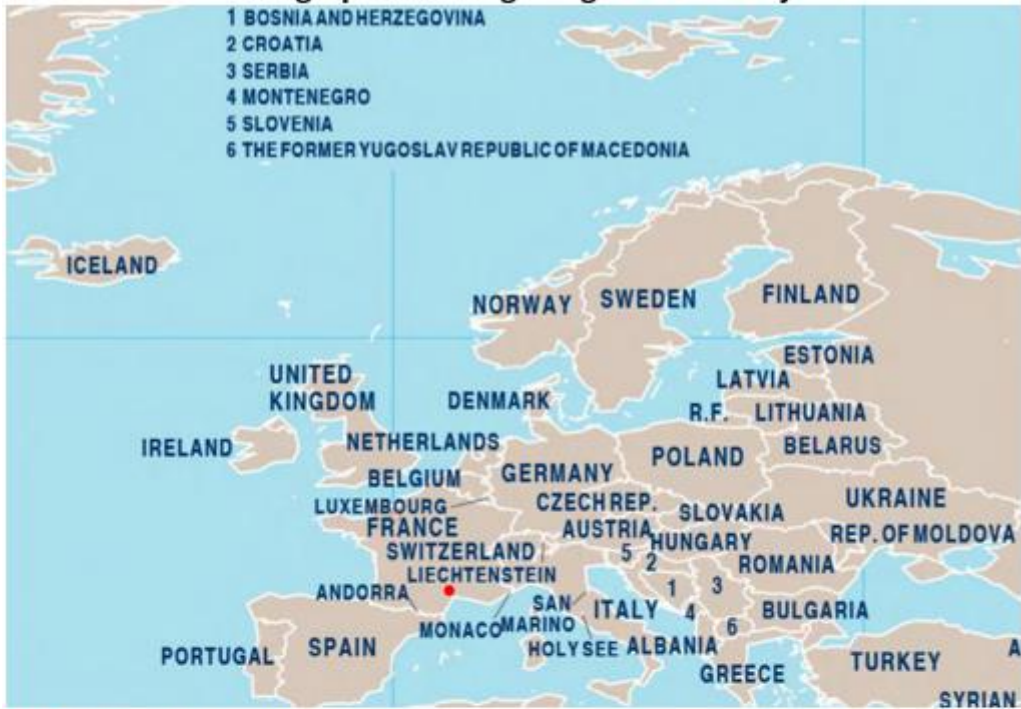 1 BOSNIA AND HERZEGOVINA
2 CROATIA
3 SERBIA
4 MONTENEGRO
5 SLOVENIA
6 THE FORMER YUGOSLAV REPUBLIC OF MACEDONIA
ICELAND
NORWAY
SWEDEN
FINLAND
ESTONIA
LATVIA
UNITED
KINGDOM
DENMARK
R.F.
LITHUANIA
IRELAND
NETHERLANDS
BELARUS
BELGIUM
GERMANY
POLAND
LUXEMBOURG
CZECH REP.
UKRAINE
FRANCE
SLOVAKIA
AUSTRIA
HUNGARY
REP. OF MOLDOVA
SWITZERLAND
5
2
ROMANIA
LIECHTENSTEIN
ANDORRA
1
3
SAN
MARINO
ITALY
4
BULGARIA
MONACO
6
HOLY SEE
ALBANIA
PORTUGAL
SPAIN
GREECE
TURKEY
A
SYRIAN